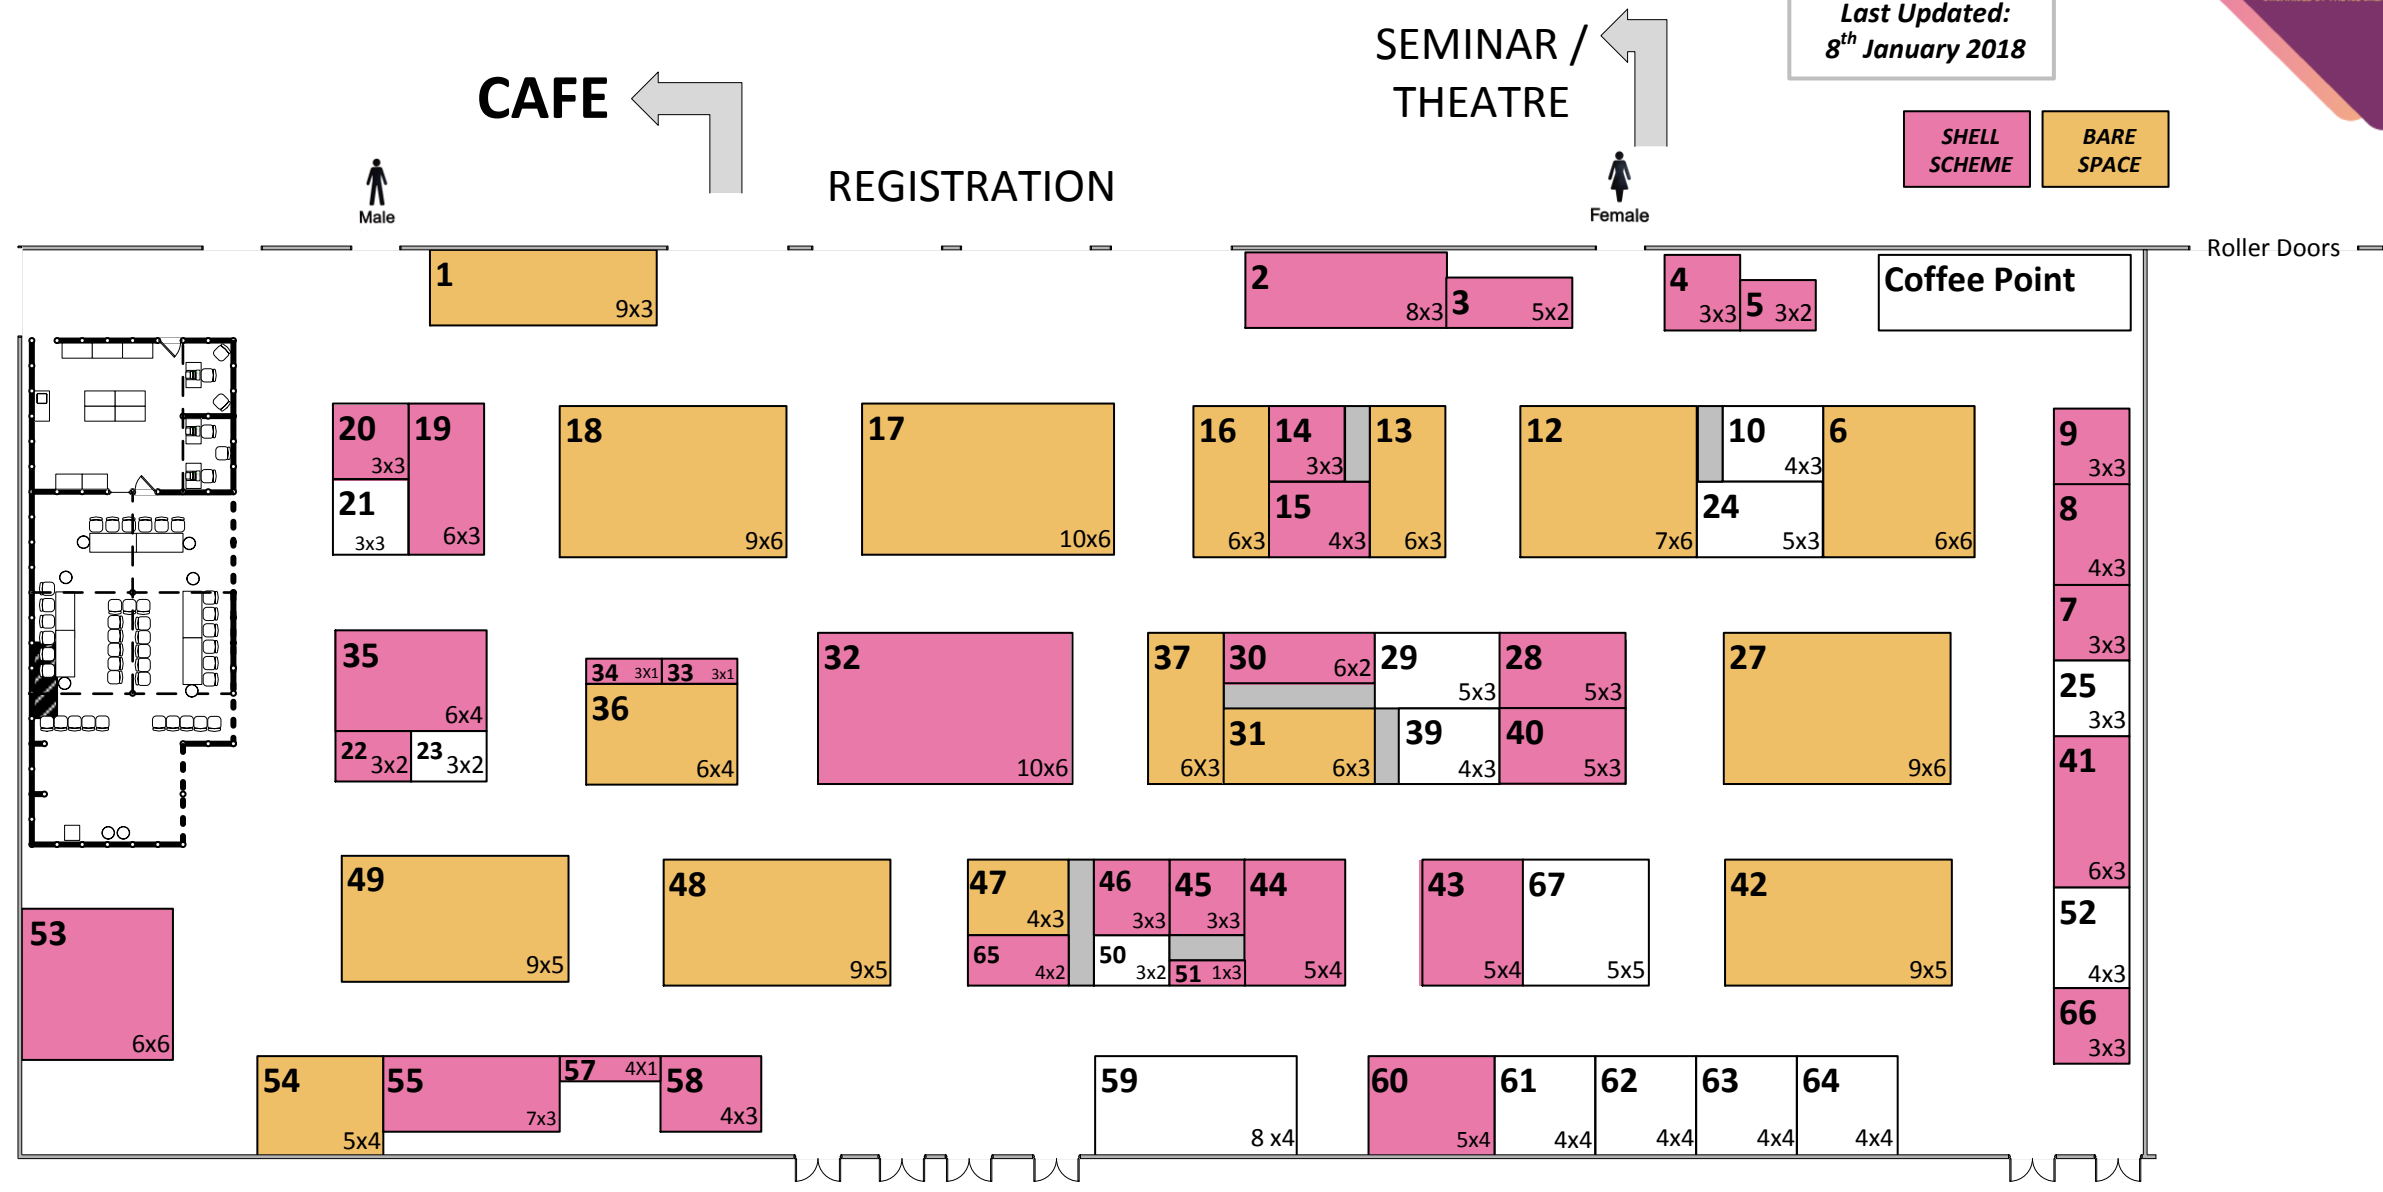 Last Updated:
8th January 2018
SEMINAR /
THEATRE
CAFE
SHELL
SCHEME
BARE
SPACE
REGISTRATION
Male
Female
Roller Doors
1
9x3
2
8x3
3
5x2
4
3x3
5
3x2
Coffee Point
20
3x3
19
6x3
21
3x3
18
9x6
17
10x6
16
6x3
14
3x3
15
4x3
13
6x3
12
7x6
10
4x3
24
5x3
6
6x6
9
3x3
8
4x3
7
3x3
25
3x3
41
6x3
52
4x3
66
3x3
35
6x4
22
3x2
23
3x2
34
3X1
33
3x1
36
6x4
32
10x6
37
6X3
30
6x2
31
6x3
29
5x3
39
4x3
28
5x3
40
5x3
27
9x6
53
6x6
49
9x5
48
9x5
47
4x3
65
4x2
46
3x3
50
3x2
45
3x3
51
1x3
44
5x4
43
5x4
67
5x5
42
9x5
54
5x4
55
7x3
57
4X1
58
4x3
59
8 x4
60
5x4
61
4x4
62
4x4
63
4x4
64
4x4